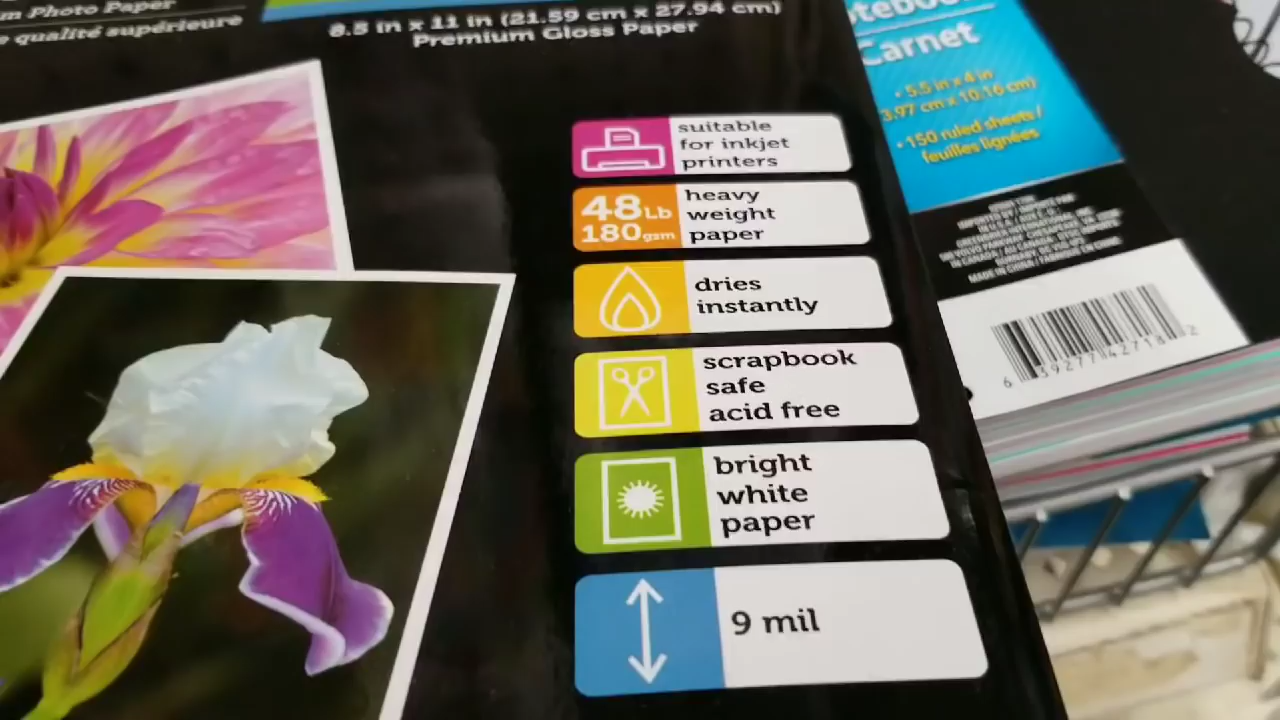 m Photo Paper
e qualité supérieure
8.5 in x 11 in (21.59 cm x 27.94 cm)
Premium Gloss Paper
suitable
for inkjet
printers
48Lb
180gsm
heavy
weight
paper
dries
instantly
scrapbook
safe
acid free
bright
white
paper
9 mil
Carnet
• 5.5 in x 4 in
3.97 cm x 10.16 cm)
• 150 ruled sheets/
feuilles lignées
MADE IN CHINA / FABRIQUÉ EN CHINE
6 39277 42718 2